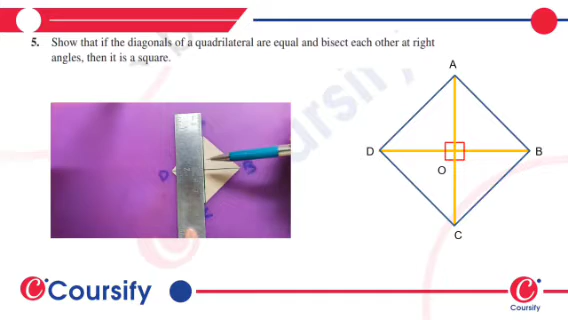 5. Show that if the diagonals of a quadrilateral are equal and bisect each other at right
angles, then it is a square.
A
D
B
O
C
D
B
Coursify
Coursify